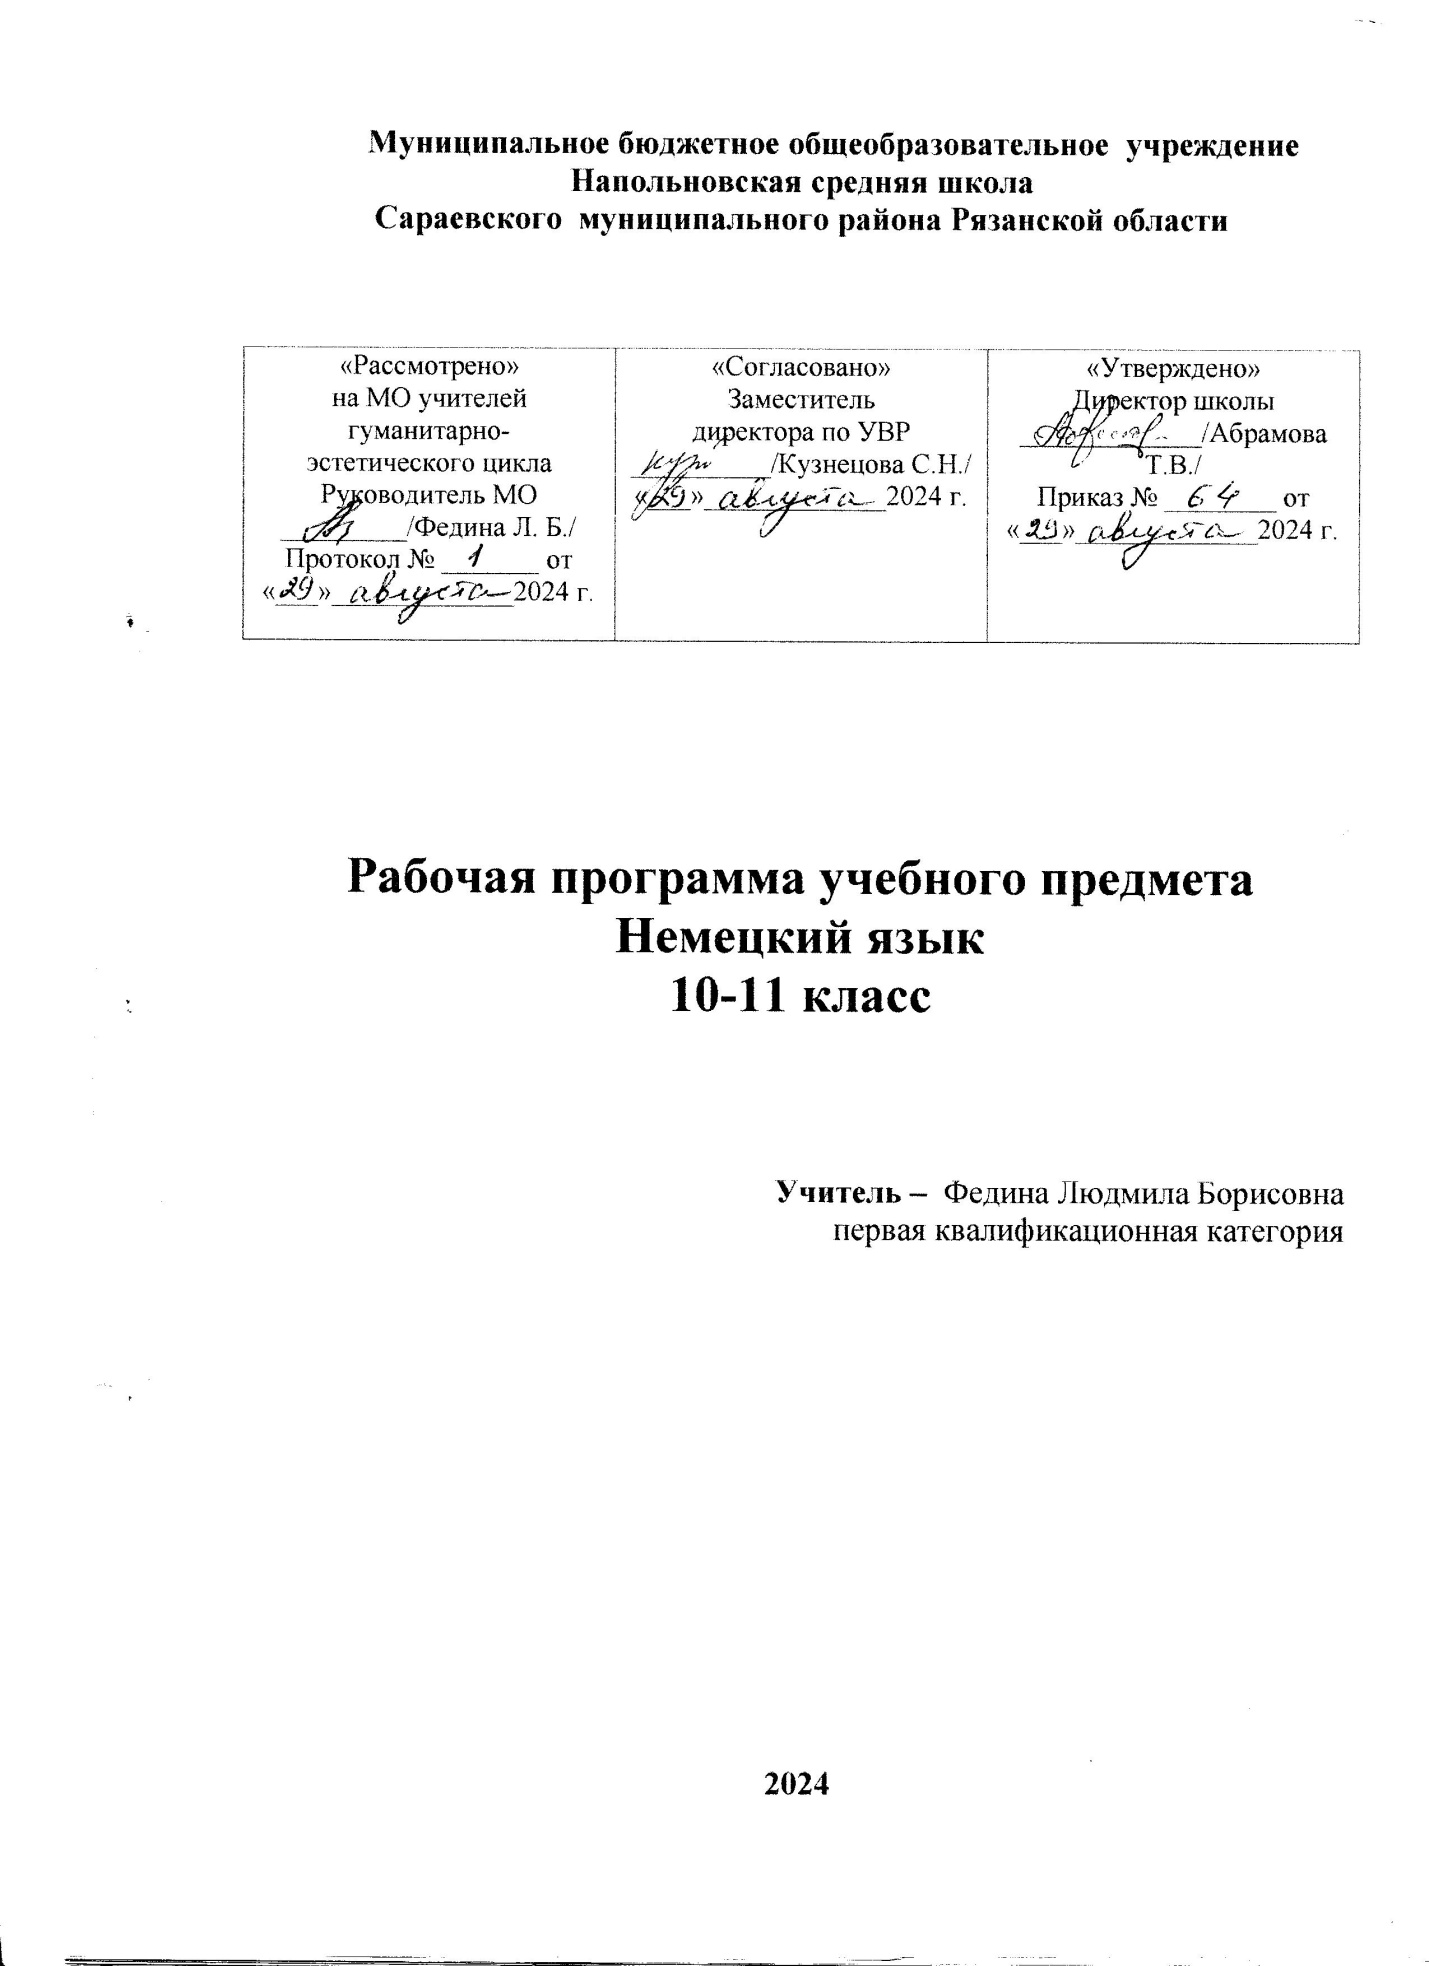 Муниципальное бюджетное общеобразовательное учреждение
Напольновская средняя школа
Сараевского муниципального района Рязанской области
«Рассмотрено»
на МО учителей
гуманитарно-
эстетического цикла
Руководитель МО
/Федина Л. Б./
Протокол № 1 от
«29» августа 2024 г.
«Согласовано»
Заместитель
директора по УВР
/Кузнецова С.Н./
«29» августа 2024 г.
«Утверждено»
Директор школы
/Абрамова
Т.В./
Приказ № 64 от
«29» августа 2024 г.
Рабочая программа учебного предмета
Немецкий язык
10-11 класс
Учитель – Федина Людмила Борисовна
первая квалификационная категория
2024